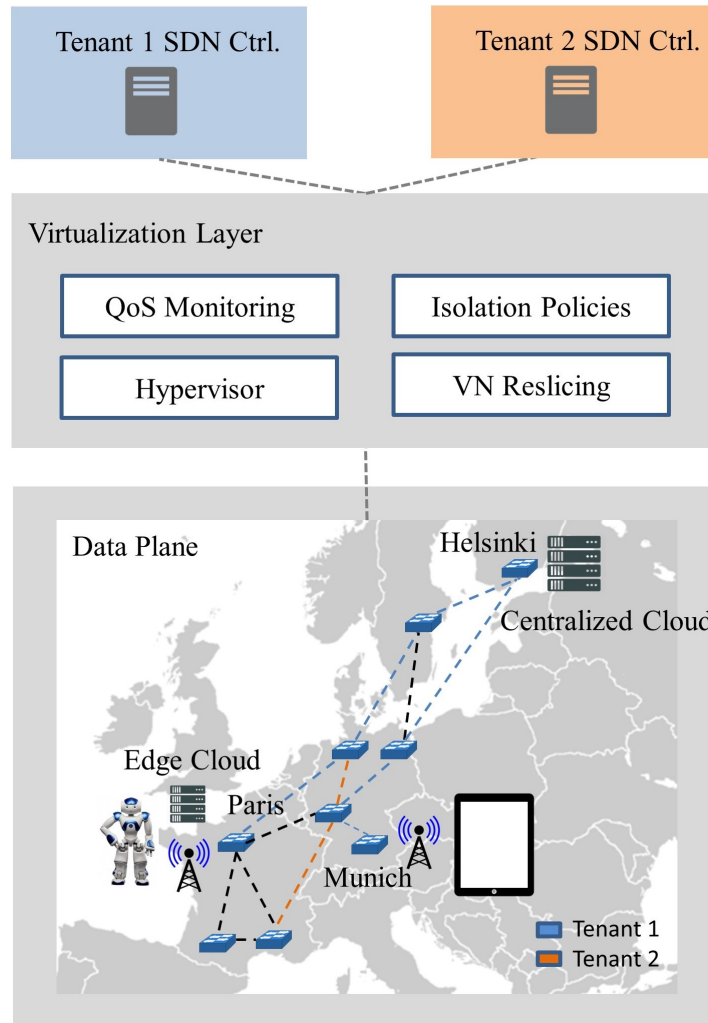 Tenant 1 SDN Ctrl.
Tenant 2 SDN Ctrl.
Virtualization Layer
QoS Monitoring
Isolation Policies
Hypervisor
VN Reslicing
Data Plane
Helsinki
Centralized Cloud
Edge Cloud
Paris
Munich
Tenant 1
Tenant 2